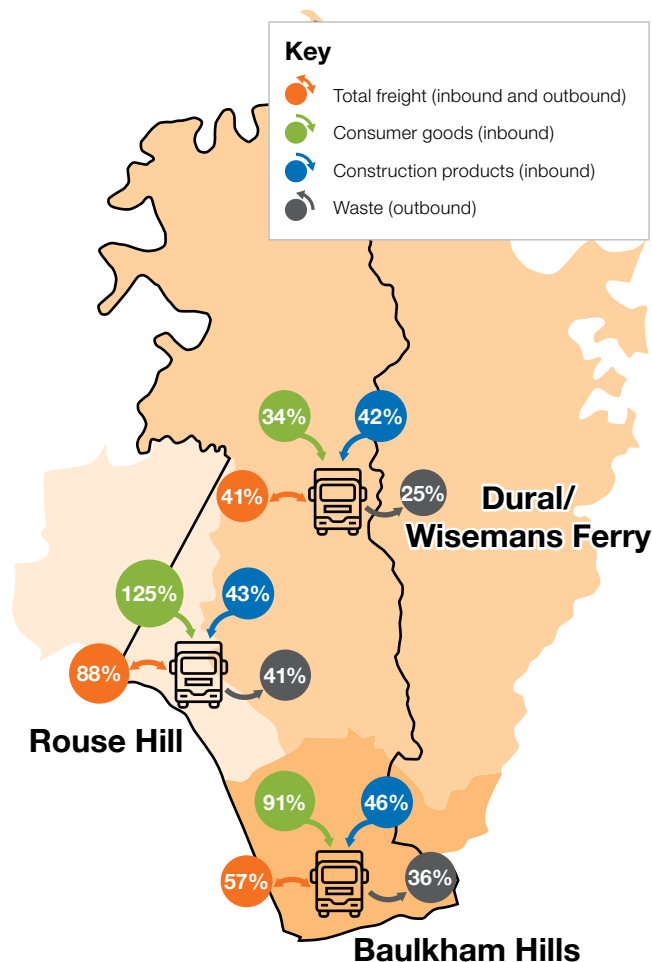 Key
Total freight (inbound and outbound)
Consumer goods (inbound)
Construction products (inbound)
Waste (outbound)
34%
42%
41%
25%
Dural/
Wisemans Ferry
125%
43%
88%
41%
Rouse Hill
91%
46%
57%
36%
Baulkham Hills